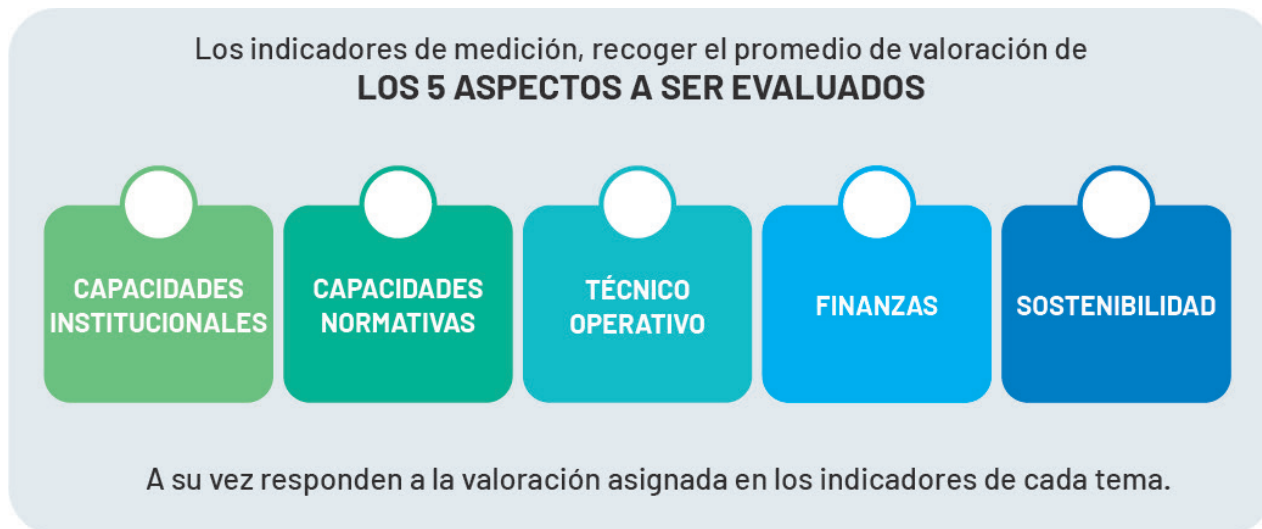 Los indicadores de medición, recoger el promedio de valoración de
LOS 5 ASPECTOS A SER EVALUADOS
CAPACIDADES
INSTITUCIONALES
CAPACIDADES
NORMATIVAS
TÉCNICO
OPERATIVO
FINANZAS
SOSTENIBILIDAD
A su vez responden a la valoración asignada en los indicadores de cada tema.